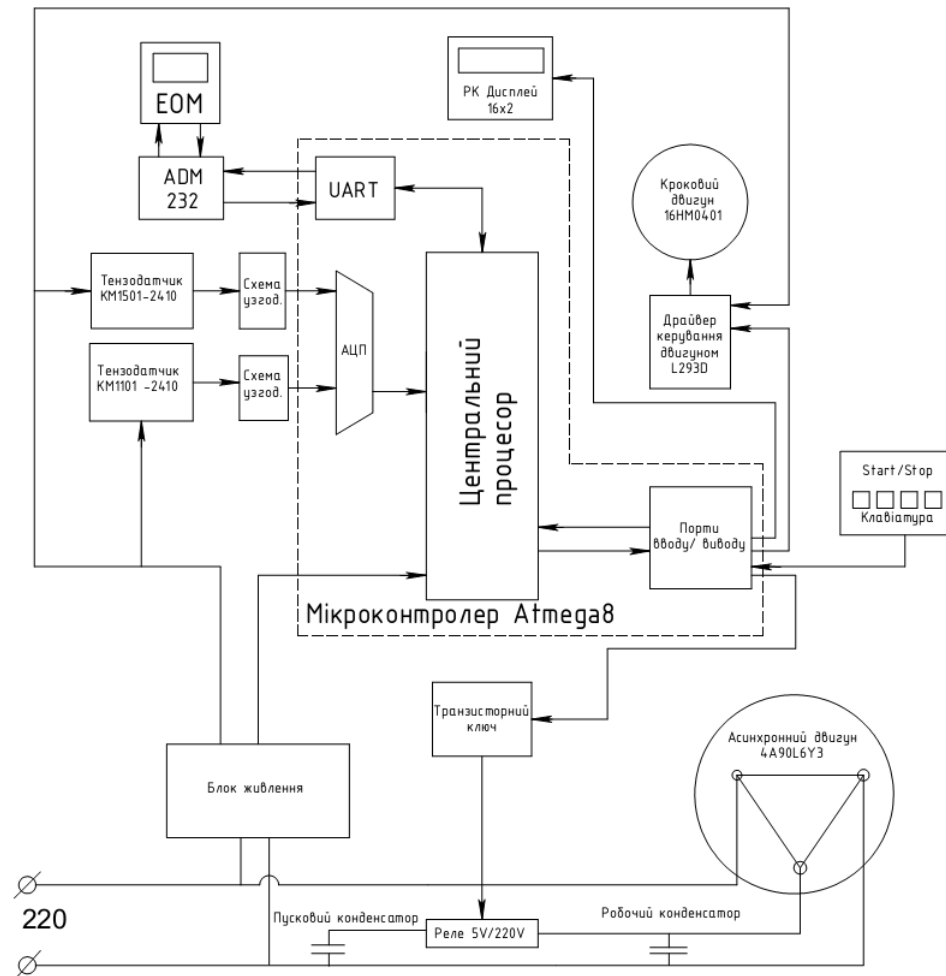 ЕОМ
РК Дисплей
16x2
ADM
232
UART
Кроковий
двигун
16НМ0401
Тензодатчик
КМ1501-2410
Схема
узгод.
АЦП
Центральний
процесор
Драйвер
керування
двигуном
L293D
Тензодатчик
КМ1101 -2410
Схема
узгод.
Start/Stop
Клавіатура
Порти
вводу/ виводу
Мікроконтролер Atmega8
Транзисторний
ключ
Асинхронний двигун
4А90L6У3
Блок живлення
220
Пусковий конденсатор
Робочий конденсатор
Реле 5V/220V